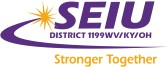 SEIU
DISTRICT 1199WV/KY/OH
Stronger Together